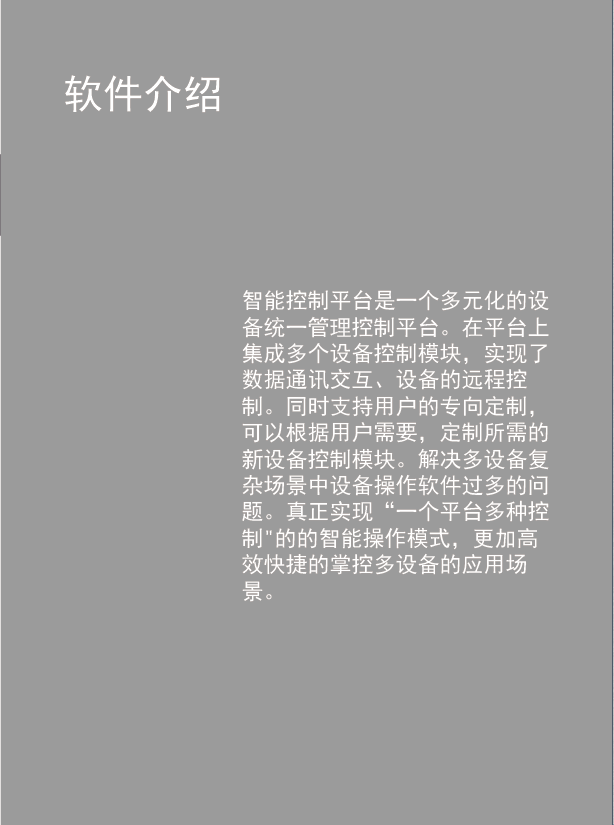 软件介绍
智能控制平台是一个多元化的设
备统一管理控制平台。在平台上
集成多个设备控制模块，实现了
数据通讯交互、设备的远程控
制。同时支持用户的专向定制，
可以根据用户需要，定制所需的
新设备控制模块。解决多设备复
杂场景中设备操作软件过多的问
题。真正实现“一个平台多种控
制"的的智能操作模式，更加高
效快捷的掌控多设备的应用场
景。